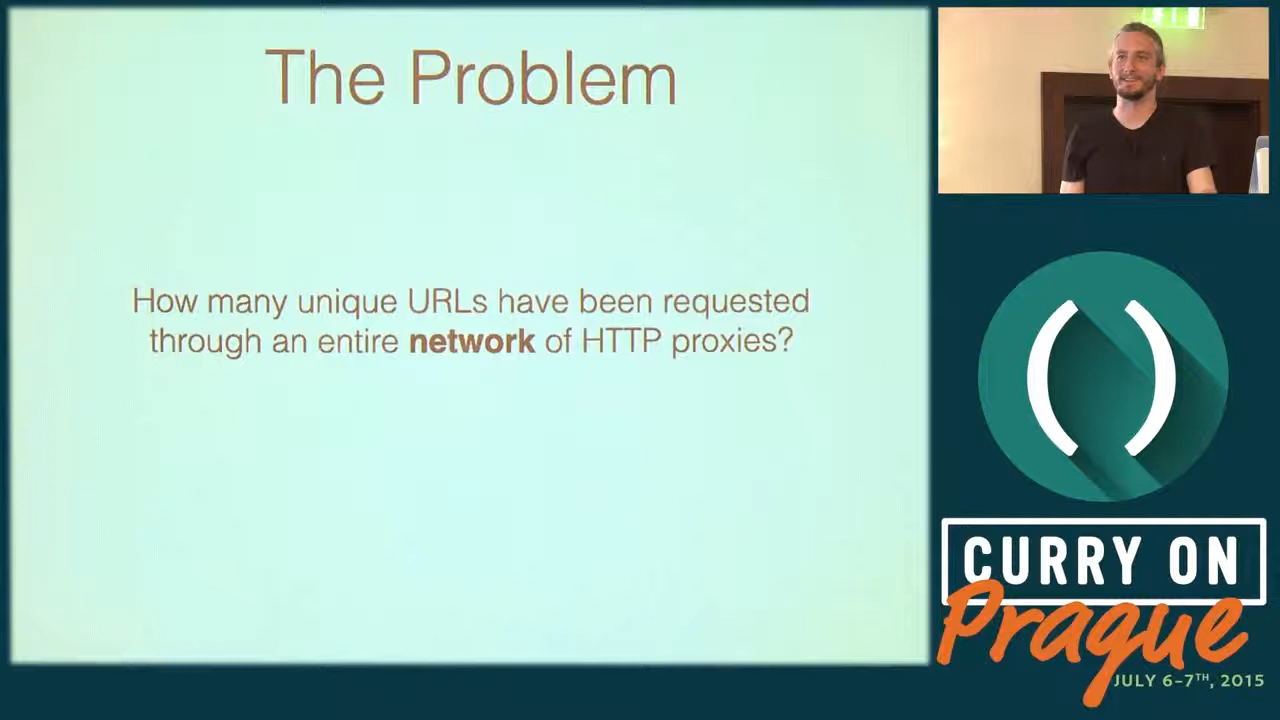 The Problem
How many unique URLs have been requested
through an entire network of HTTP proxies?
( )
CURRY ON
Prague
JULY 6–7TH, 2015